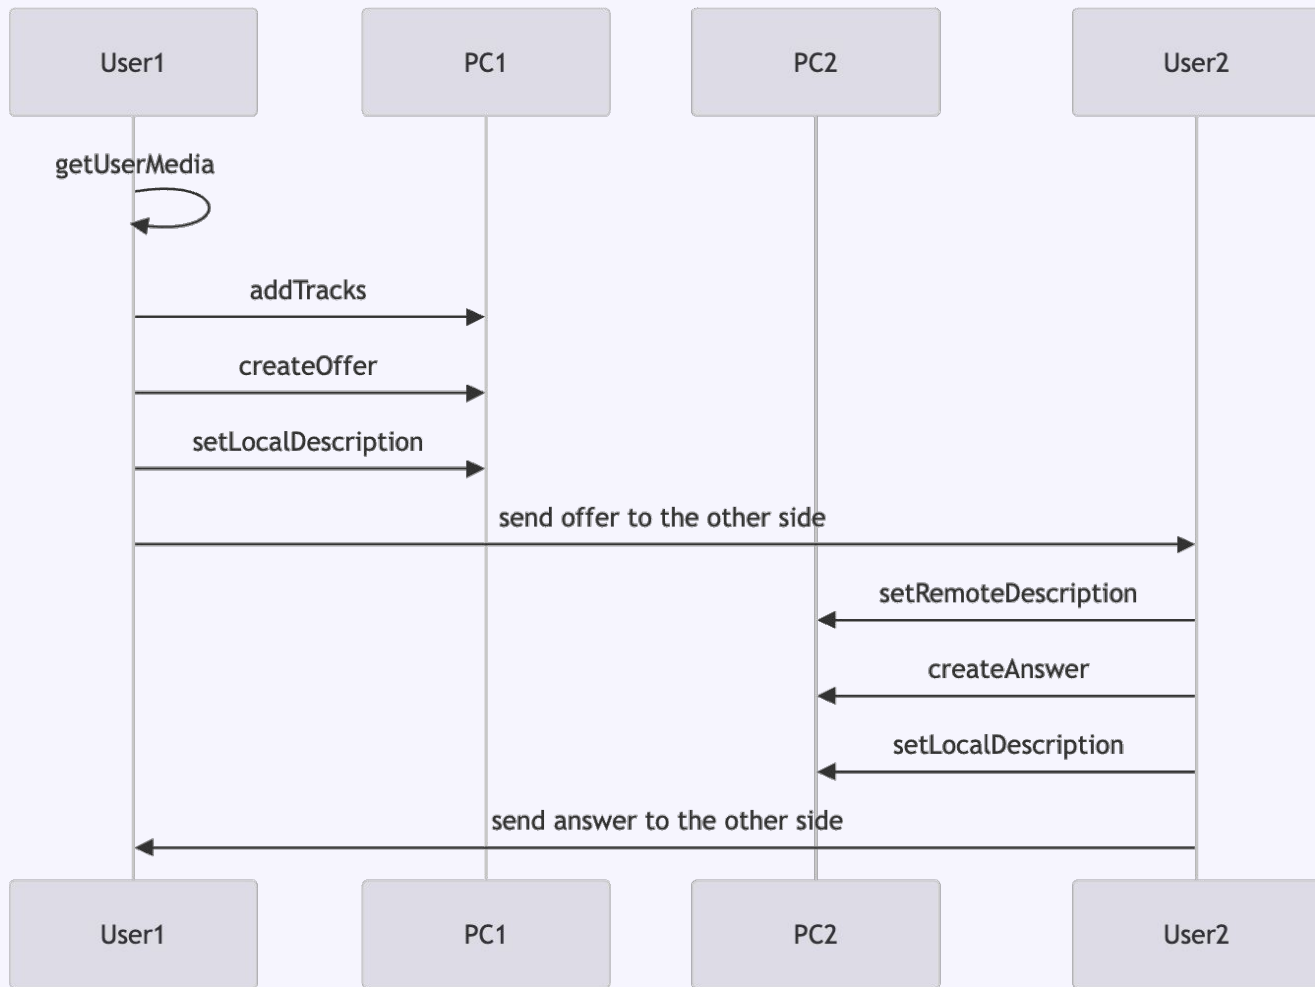 User1
PC1
PC2
User2
getUserMedia
addTracks
createOffer
setLocalDescription
send offer to the other side
setRemoteDescription
createAnswer
setLocalDescription
send answer to the other side
User1
PC1
PC2
User2